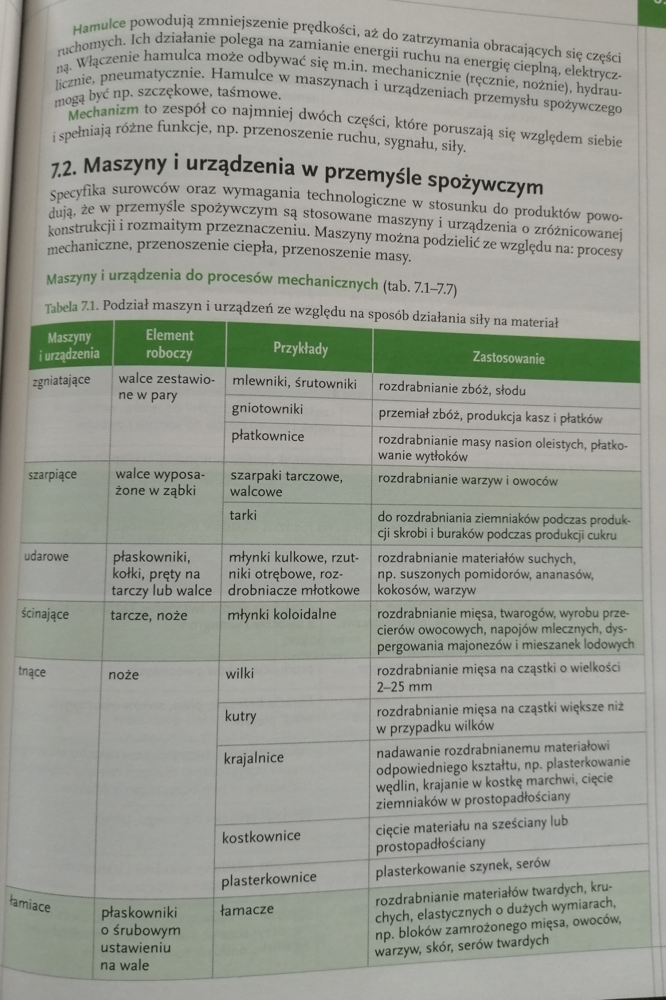 Hamulce powodują zmniejszenie prędkości, aż do zatrzymania obracających się części
ruchomych. Ich działanie polega na zamianie energii ruchu na energię cieplną, elektrycz-
ną. Włączenie hamulca może odbywać się m.in. mechanicznie (ręcznie, nożnie), hydrau-
licznie, pneumatycznie. Hamulce w maszynach i urządzeniach przemysłu spożywczego
mogą być np. szczękowe, taśmowe.
Mechanizm to zespół co najmniej dwóch części, które poruszają się względem siebie
i spełniają różne funkcje, np. przenoszenie ruchu, sygnału, siły.
7.2. Maszyny i urządzenia w przemyśle spożywczym
Specyfika surowców oraz wymagania technologiczne w stosunku do produktów powo-
dują, że w przemyśle spożywczym są stosowane maszyny i urządzenia o zróżnicowanej
konstrukcji i rozmaitym przeznaczeniu. Maszyny można podzielić ze względu na: procesy
mechaniczne, przenoszenie ciepła, przenoszenie masy.
Maszyny i urządzenia do procesów mechanicznych (tab. 7.1–7.7)
Tabela 7.1. Podział maszyn i urządzeń ze względu na sposób działania siły na materiał
Maszyny
i urządzenia
Element
roboczy
Przykłady
Zastosowanie
zgniatające
walce zestawio-
ne w pary
mlewniki, śrutowniki
rozdrabnianie zbóż, słodu
gniotowniki
przemiał zbóż, produkcja kasz i płatków
płatkownice
rozdrabnianie masy nasion oleistych, płatko-
wanie wytłoków
szarpiące
walce wyposa-
żone w ząbki
szarpaki tarczowe,
walcowe
rozdrabnianie warzyw i owoców
tarki
do rozdrabniania ziemniaków podczas produk-
cji skrobi i buraków podczas produkcji cukru
udarowe
płaskowniki,
kołki, pręty na
tarczy lub walce
młynki kulkowe, rzut-
niki otrębowe, roz-
drobniacze młotkowe
rozdrabnianie materiałów suchych,
np. suszonych pomidorów, ananasów,
kokosów, warzyw
ścinające
tarcze, noże
młynki koloidalne
rozdrabnianie mięsa, twarogów, wyrobu prze-
cierów owocowych, napojów mlecznych, dys-
pergowania majonezów i mieszanek lodowych
tnące
noże
wilki
rozdrabnianie mięsa na cząstki o wielkości
2–25 mm
kutry
rozdrabnianie mięsa na cząstki większe niż
w przypadku wilków
krajalnice
nadawanie rozdrabnianemu materiałowi
odpowiedniego kształtu, np. plasterkowanie
wędlin, krajanie w kostkę marchwi, cięcie
ziemniaków w prostopadłościany
kostkownice
cięcie materiału na sześciany lub
prostopadłościany
plasterkownice
plasterkowanie szynek, serów
łamiace
płaskowniki
o śrubowym
ustawieniu
na wale
łamacze
rozdrabnianie materiałów twardych, kru-
chych, elastycznych o dużych wymiarach,
np. bloków zamrożonego mięsa, owoców,
warzyw, skór, serów twardych